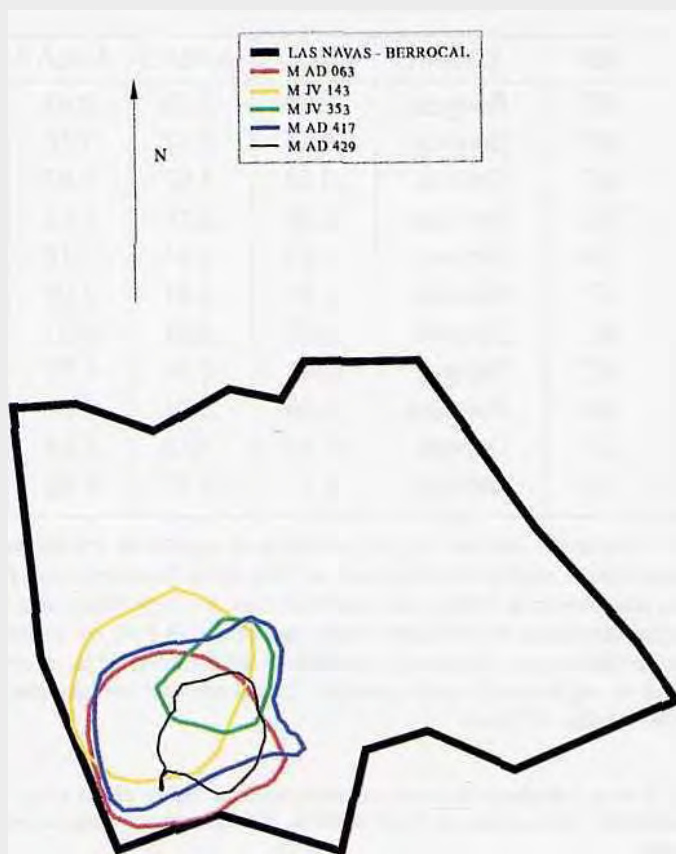 LAS NAVAS - BERROCAL
M AD 063
M JV 143
M JV 353
M AD 417
M AD 429
N